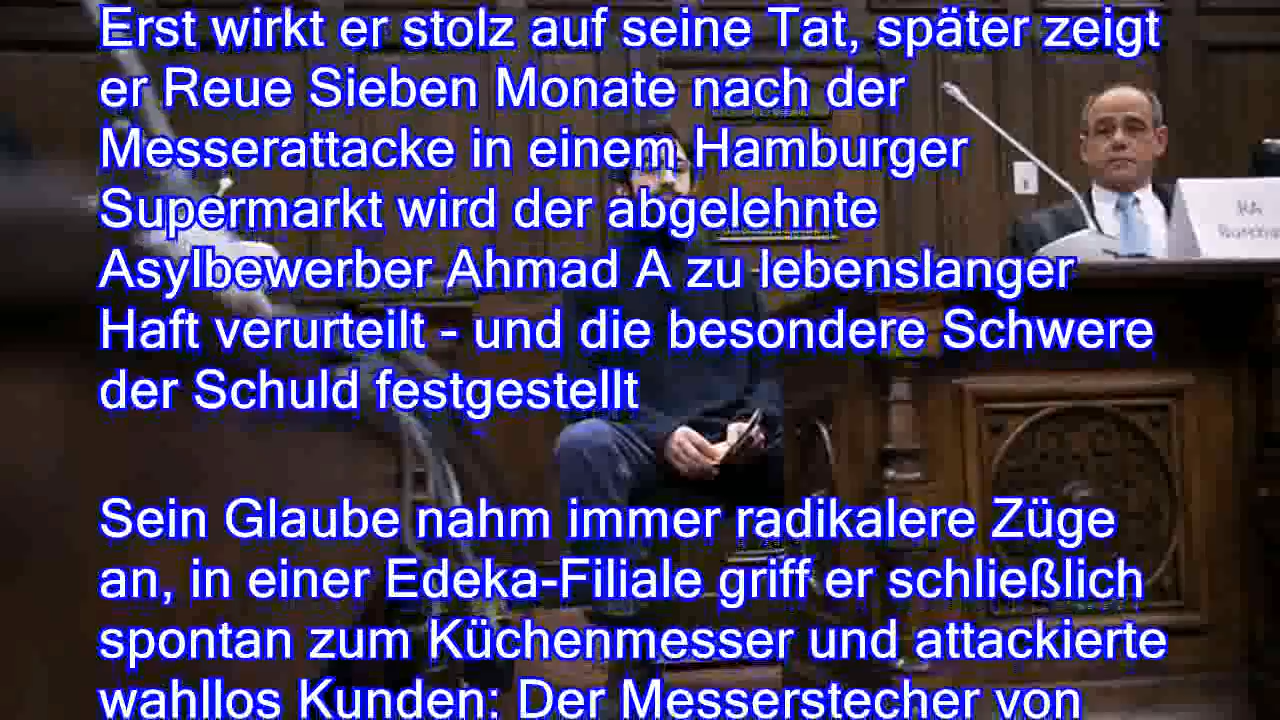 Erst wirkt er stolz auf seine Tat, später zeigt
er Reue Sieben Monate nach der
Messerattacke in einem Hamburger
Supermarkt wird der abgelehnte
Asylbewerber Ahmad A zu lebenslanger
Haft verurteilt - und die besondere Schwere
der Schuld festgestellt
Sein Glaube nahm immer radikalere Züge
an, in einer Edeka-Filiale griff er schließlich
spontan zum Küchenmesser und attackierte
wahllos Kunden: Der Messerstecher von